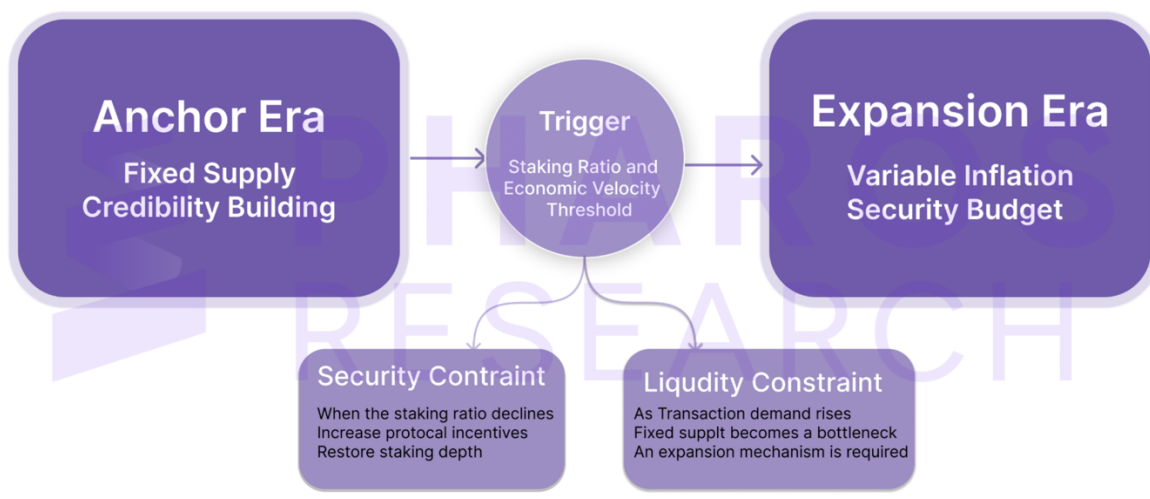 Anchor Era
Fixed Supply
Credibility Building
Trigger
Staking Ratio and
Economic Velocity
Threshold
Expansion Era
Variable Inflation
Security Budget
Security Contraint
When the staking ratio declines
Increase protocal incentives
Restore staking depth
Liqudity Constraint
As Transaction demand rises
Fixed supplt becomes a bottleneck
An expansion mechanism is required
PHAROS
RESEARCH